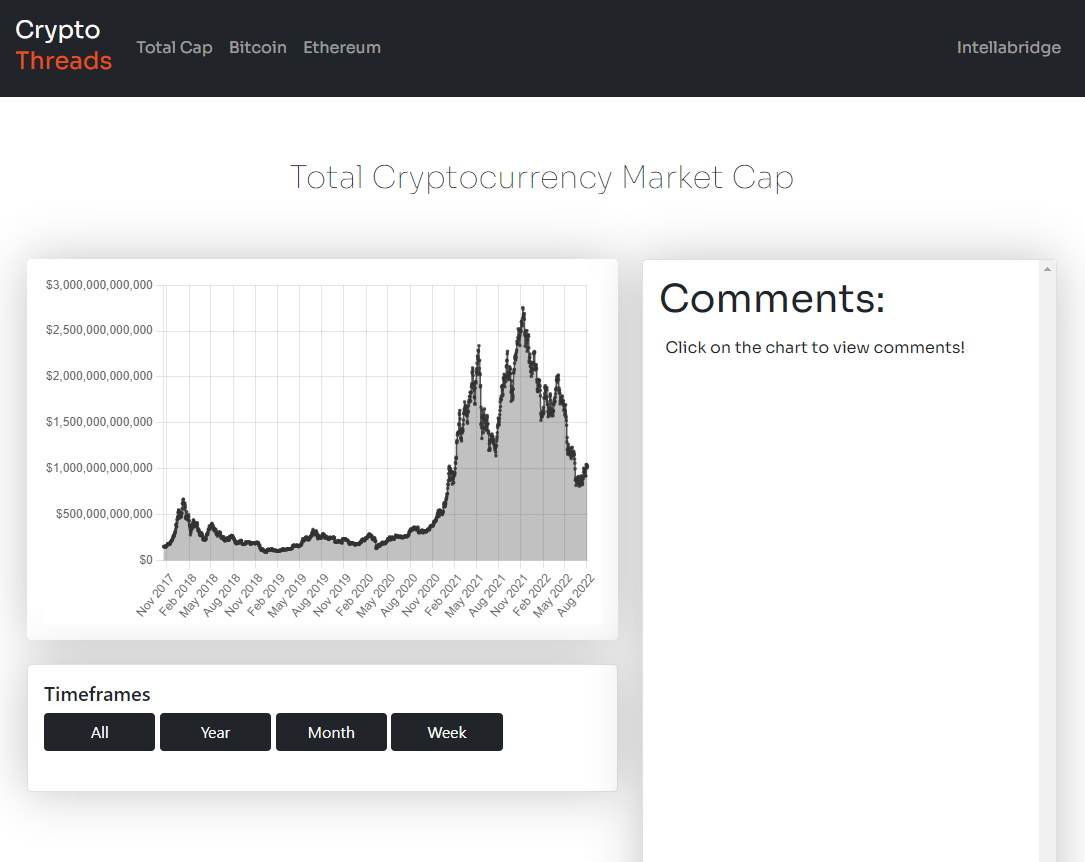 Crypto
Threads
Total Cap
Bitcoin
Ethereum
Intellabridge
Total Cryptocurrency Market Cap
$3,000,000,000,000
$2,500,000,000,000
$2,000,000,000,000
$1,500,000,000,000
$1,000,000,000,000
$500,000,000,000
$0
Nov 2017
Feb 2018
May 2018
Aug 2018
Nov 2018
Feb 2019
May 2019
Aug 2019
Nov 2019
Feb 2020
May 2020
Aug 2020
Nov 2020
Feb 2021
May 2021
Aug 2021
Nov 2021
Feb 2022
May 2022
Aug 2022
Comments:
Click on the chart to view comments!
Timeframes
All
Year
Month
Week